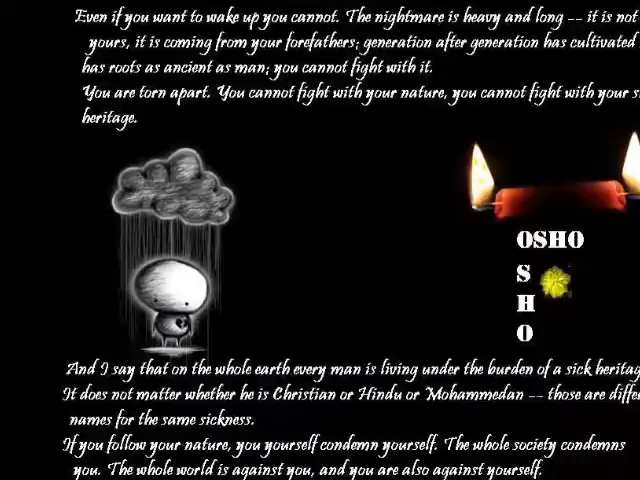 Even if you want to wake up you cannot. The nightmare is heavy and long -- it is not
yours, it is coming from your forefathers; generation after generation has cultivated
has roots as ancient as man; you cannot fight with it.
You are torn apart. You cannot fight with your nature, you cannot fight with your s
heritage.
OSHO
S
H
O
And I say that on the whole earth every man is living under the burden of a sick heritag
It does not matter whether he is Christian or Hindu or Mohammedan -- those are diffe
names for the same sickness.
If you follow your nature, you yourself condemn yourself. The whole society condemns
you. The whole world is against you, and you are also against yourself.